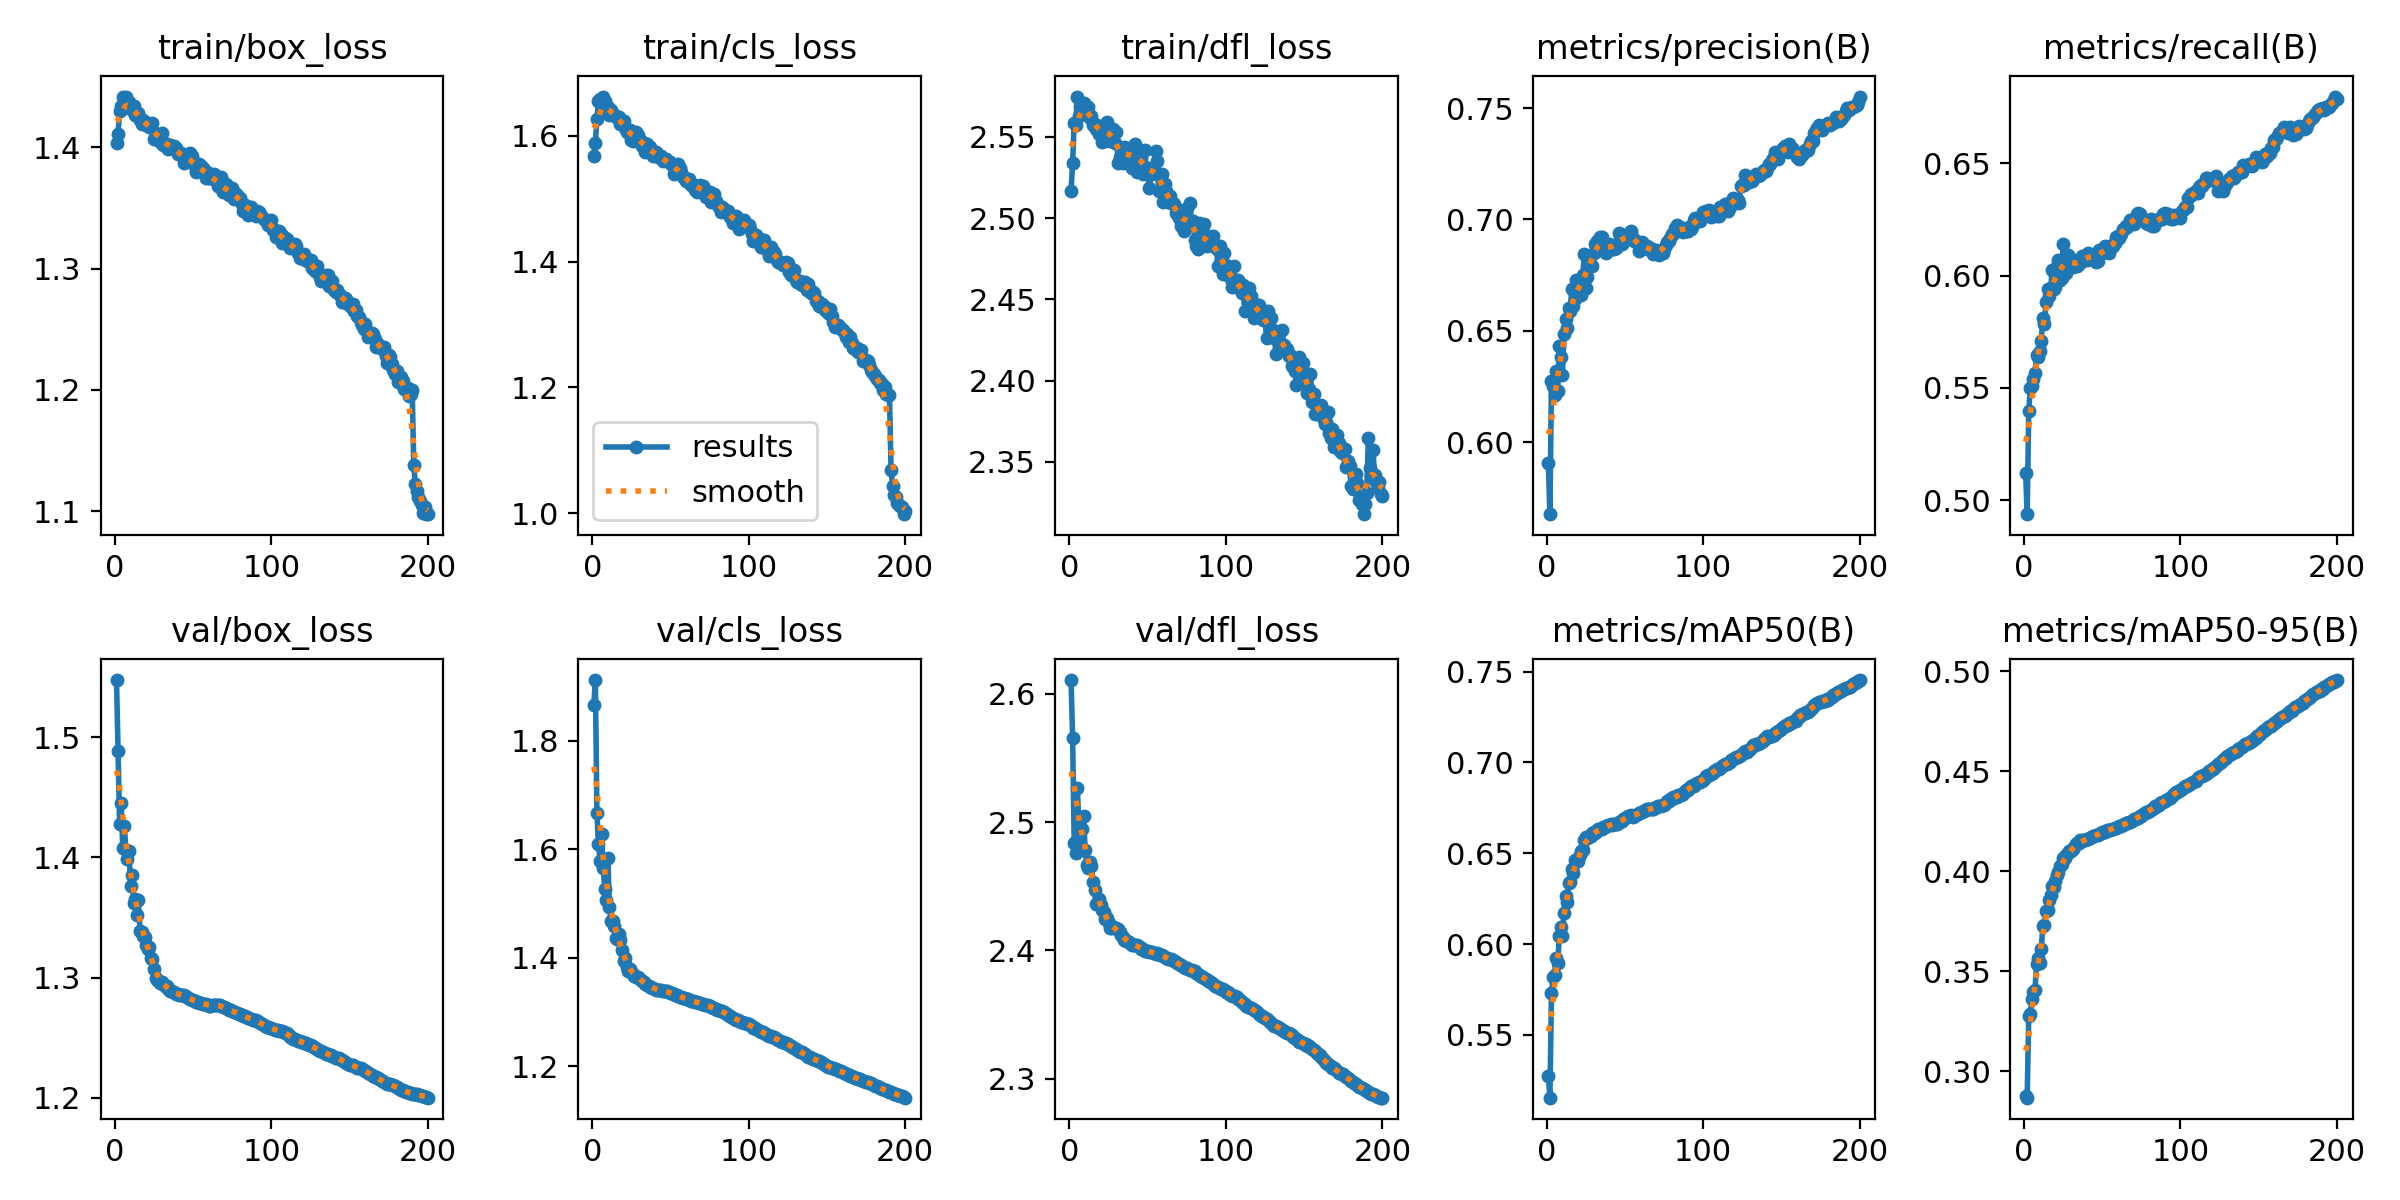 train/box_loss
1.4
1.3
1.2
1.1
0 100 200
train/cls_loss
1.6
1.4
1.2
1.0
results
smooth
0 100 200
train/dfl_loss
2.55
2.50
2.45
2.40
2.35
0 100 200
metrics/precision(B)
0.75
0.70
0.65
0.60
0 100 200
metrics/recall(B)
0.65
0.60
0.55
0.50
0 100 200
val/box_loss
1.5
1.4
1.3
1.2
0 100 200
val/cls_loss
1.8
1.6
1.4
1.2
0 100 200
val/dfl_loss
2.6
2.5
2.4
2.3
0 100 200
metrics/mAP50(B)
0.75
0.70
0.65
0.60
0.55
0 100 200
metrics/mAP50-95(B)
0.50
0.45
0.40
0.35
0.30
0 100 200